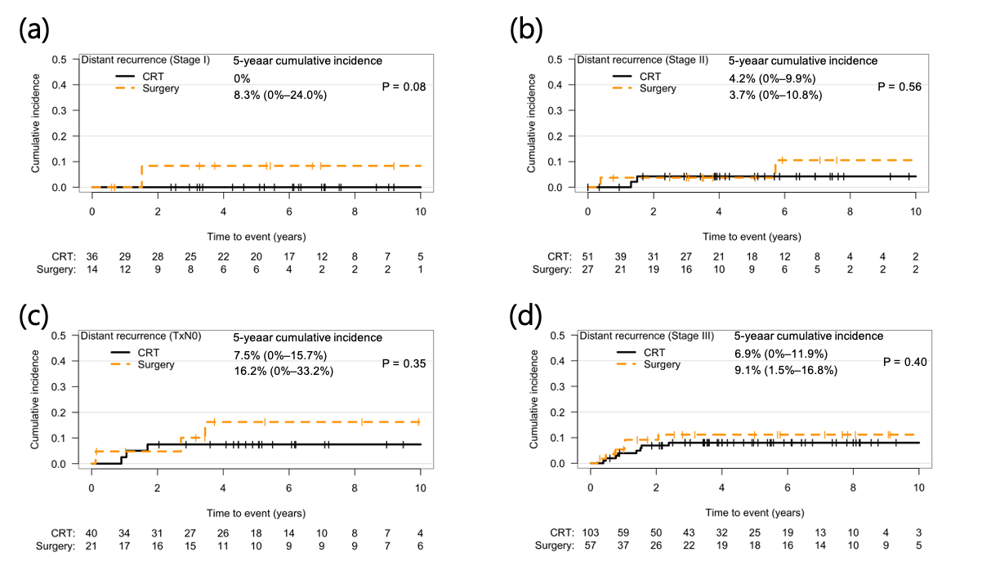 (a)
Distant recurrence (Stage I)
5-yeaar cumulative incidence
CRT
0%
Surgery
8.3% (0%–24.0%)
P = 0.08
Cumulative incidence
0.5
0.4
0.3
0.2
0.1
0.0
0 2 4 6 8 10
Time to event (years)
CRT: 36 29 28 25 22 20 17 12 8 7 5
Surgery: 14 12 9 8 6 6 4 2 2 2 1
(b)
Distant recurrence (Stage II)
5-yeaar cumulative incidence
CRT
4.2% (0%–9.9%)
Surgery
3.7% (0%–10.8%)
P = 0.56
Cumulative incidence
0.5
0.4
0.3
0.2
0.1
0.0
0 2 4 6 8 10
Time to event (years)
CRT: 51 39 31 27 21 18 12 8 4 4 2
Surgery: 27 21 19 16 10 9 6 5 2 2 2
(c)
Distant recurrence (TxN0)
5-yeaar cumulative incidence
CRT
7.5% (0%–15.7%)
Surgery
16.2% (0%–33.2%)
P = 0.35
Cumulative incidence
0.5
0.4
0.3
0.2
0.1
0.0
0 2 4 6 8 10
Time to event (years)
CRT: 40 34 31 27 26 18 14 10 8 7 4
Surgery: 21 17 16 15 11 10 9 9 9 7 6
(d)
Distant recurrence (Stage III)
5-yeaar cumulative incidence
CRT
6.9% (0%–11.9%)
Surgery
9.1% (1.5%–16.8%)
P = 0.40
Cumulative incidence
0.5
0.4
0.3
0.2
0.1
0.0
0 2 4 6 8 10
Time to event (years)
CRT: 103 59 50 43 32 25 19 13 10 4 3
Surgery: 57 37 26 22 19 18 16 14 10 9 5